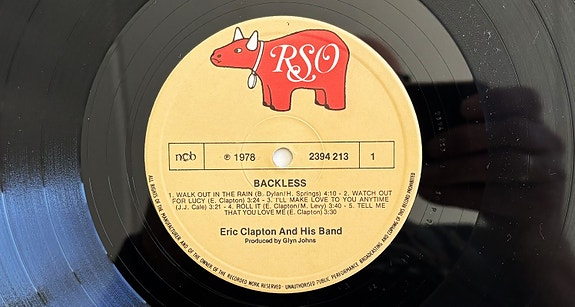 RSO
ncb ℗ 1978 2394 213 1
BACKLESS
1. WALK OUT IN THE RAIN (B. Dylan/H. Springs) 4:10 - 2. WATCH OUT
FOR LUCY (E. Clapton) 3:24 - 3. I'LL MAKE LOVE TO YOU ANYTIME
(J.J. Cale) 3:21 - 4. ROLL IT (E. Clapton/M. Levy) 3:40 - 5. TELL ME
THAT YOU LOVE ME (E. Clapton) 3:30
Eric Clapton And His Band
Produced by Glyn Johns
ALL RIGHTS OF THE MANUFACTURER AND OF THE OWNER OF THE RECORDED WORK RESERVED - UNAUTHORISED PUBLIC PERFORMANCE BROADCASTING AND COPYING OF THIS RECORD PROHIBITED